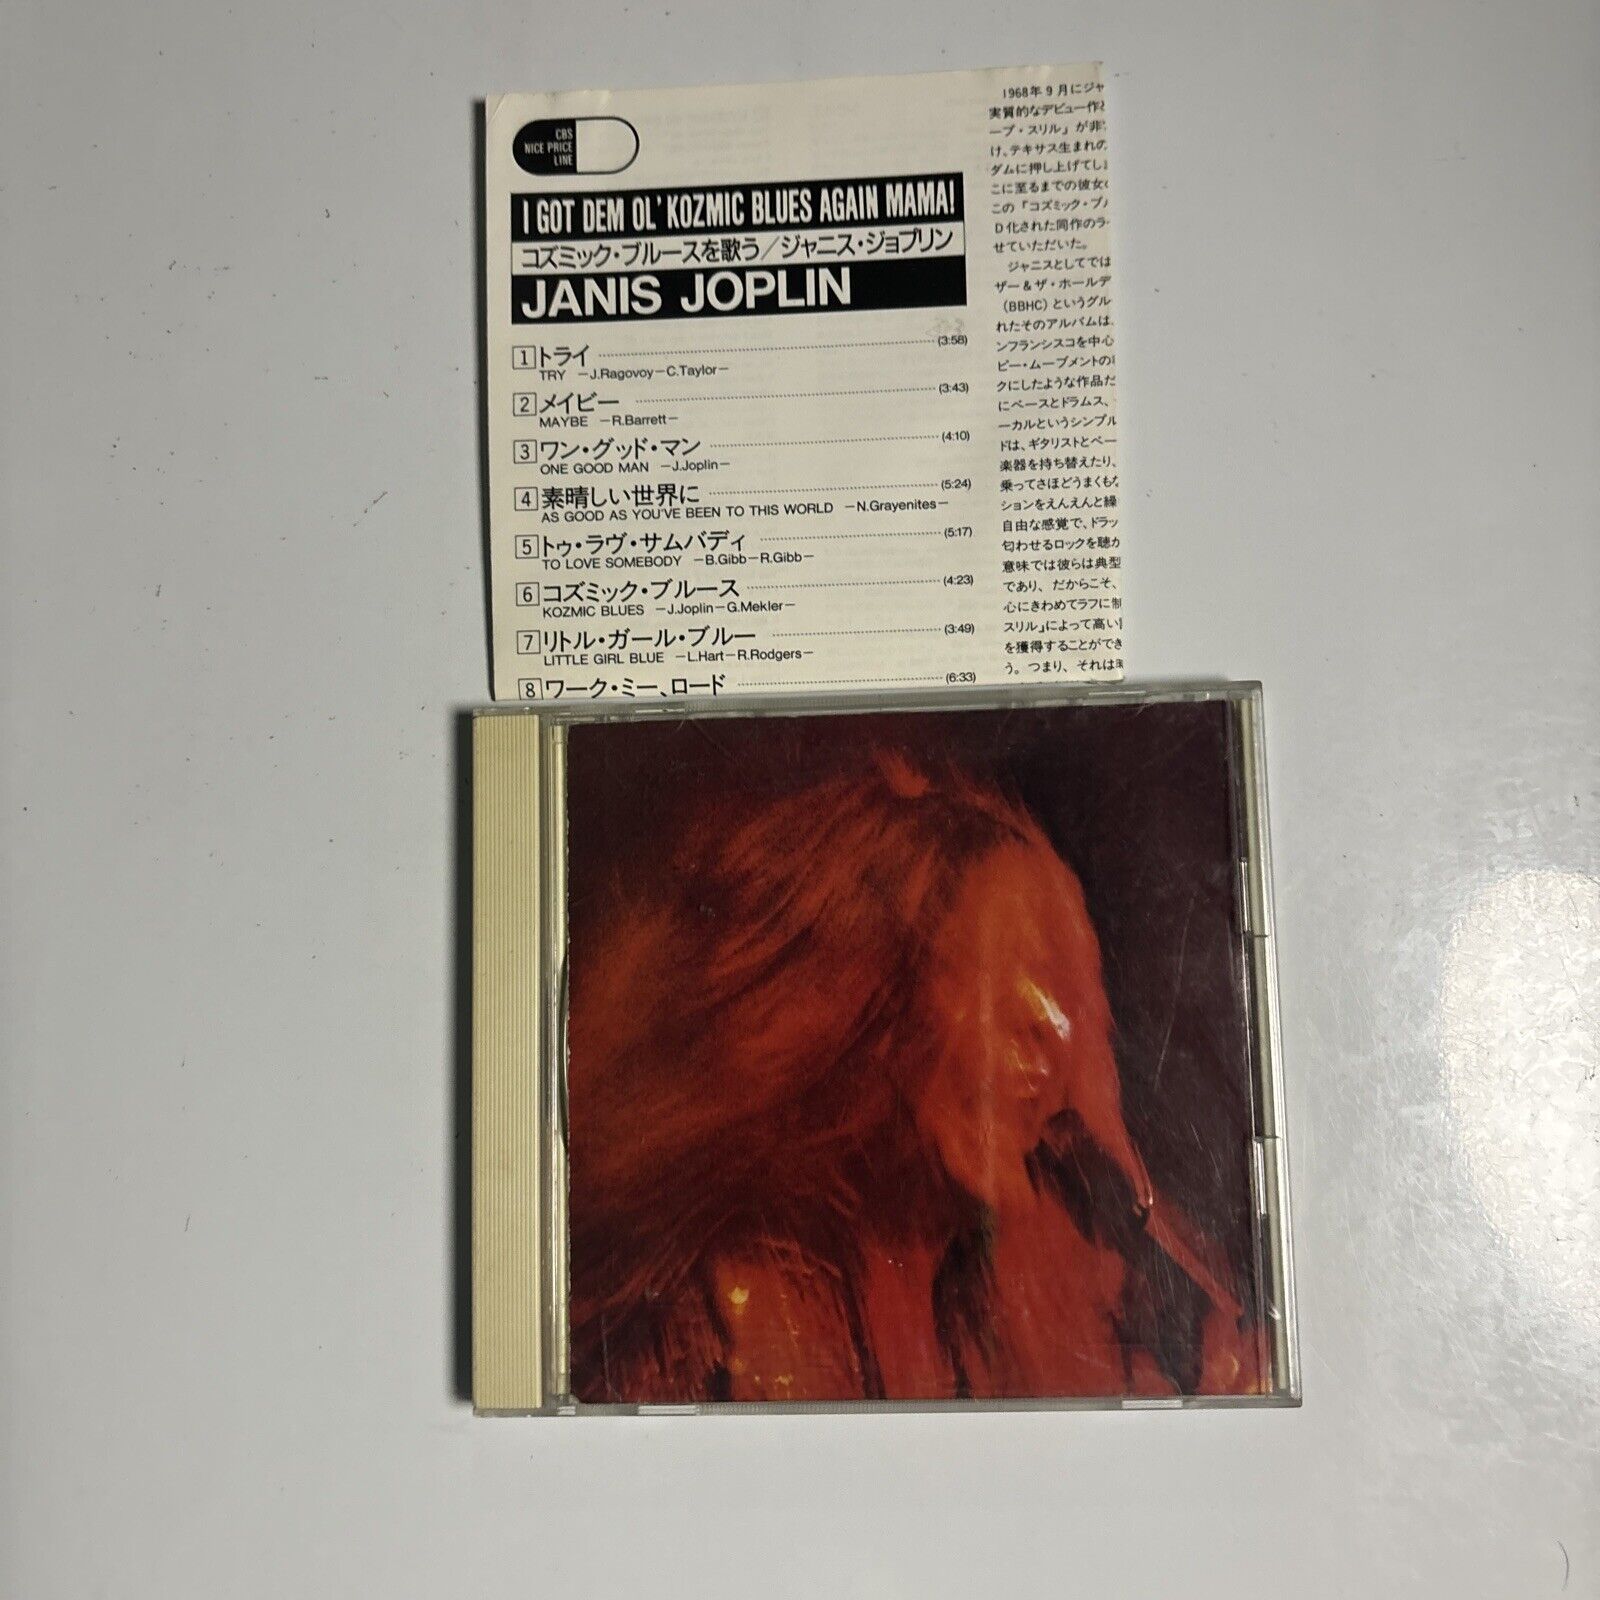 CBS
NICE PRICE
LINE
I GOT DEM OL' KOZMIC BLUES AGAIN MAMA!
コズミック・ブルースを歌う／ジャニス・ジョプリン
JANIS JOPLIN
1 トライ (3:58)
TRY －J.Ragovoy－C.Taylor－
2 メイビー (3:43)
MAYBE －R.Barrett－
3 ワン・グッド・マン (4:10)
ONE GOOD MAN －J.Joplin－
4 素晴しい世界に (5:24)
AS GOOD AS YOU'VE BEEN TO THIS WORLD －N.Grayenites－
5 トゥ・ラヴ・サムバディ (5:17)
TO LOVE SOMEBODY －B.Gibb－R.Gibb－
6 コズミック・ブルース (4:23)
KOZMIC BLUES －J.Joplin－G.Mekler－
7 リトル・ガール・ブルー (3:49)
LITTLE GIRL BLUE －L.Hart－R.Rodgers－
8 ワーク・ミー、ロード (6:33)
1968年9月にジャ
実質的なデビュー作と
ープ・スリル』が非
け、テキサス生まれの
ダムに押し上げてし
こに至るまでの彼女
この『コズミック・ブル
D化された同作のラ
せていただいた。
ジャニスとしては
ザー＆ザ・ホールデ
（BBHC）というグル
れたそのアルバムは、
ンフランシスコを中心
ピー・ムーブメントの
クにしたような作品だ
にベースとドラムス、
ーカルというシンプル
ドは、ギタリストとベー
楽器を持ち替えたり、
乗ってさほどうまくもな
ションをえんえんと繰
自由な感覚で、ドラッ
匂わせるロックを聴か
意味では彼らは典型
であり、だからこそ、
心にきわめてラフに制
スリル』によって高い
を獲得することができ
う。つまり、それは